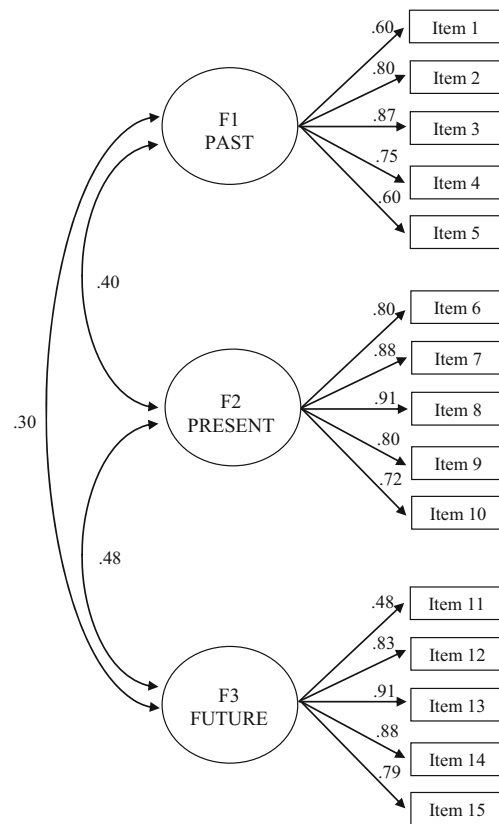 .60
Item 1
.80
Item 2
F1
PAST
.87
Item 3
.75
Item 4
.60
Item 5
.40
.80
Item 6
.88
Item 7
F2
PRESENT
.91
Item 8
.80
Item 9
.72
Item 10
.30
.48
.48
Item 11
.83
Item 12
F3
FUTURE
.91
Item 13
.88
Item 14
.79
Item 15